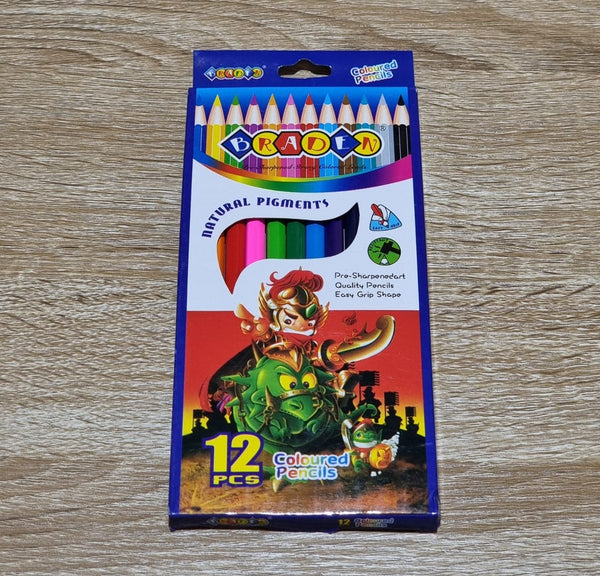 BRADEN
Coloured
Pencils
BRADEN®
NATURAL PIGMENTS
Pre-Sharpenedart
Quality Pencils
Easy Grip Shape
12
PCS
Coloured
Pencils
BRADEN
12 Coloured
Pencils